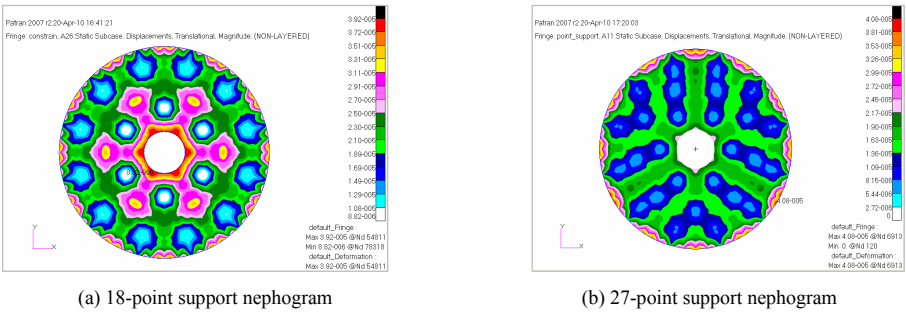 Patran 2007 r2 20-Apr-10 16:41:21
Fringe: constrain, A26:Static Subcase, Displacements, Translational, Magnitude, (NON-LAYERED)
3.92-005
3.72-005
3.51-005
3.31-005
3.11-005
2.91-005
2.70-005
2.50-005
2.30-005
2.10-005
1.89-005
1.69-005
1.49-005
1.29-005
1.08-005
8.82-006
Y
X
default_Fringe :
Max 3.92-005 @Nd 54811
Min 8.82-006 @Nd 78318
default_Deformation :
Max 3.92-005 @Nd 54811
(a) 18-point support nephogram
Patran 2007 r2 20-Apr-10 17:20:03
Fringe: point_support, A11:Static Subcase, Displacements, Translational, Magnitude, (NON-LAYERED)
4.08-005
3.81-005
3.53-005
3.26-005
2.99-005
2.72-005
2.45-005
2.17-005
1.90-005
1.63-005
1.36-005
1.09-005
8.15-006
5.44-006
2.72-006
0
4.08-005
Y
X
default_Fringe :
Max 4.08-005 @Nd 6913
Min 0. @Nd 120
default_Deformation :
Max 4.08-005 @Nd 6913
(b) 27-point support nephogram